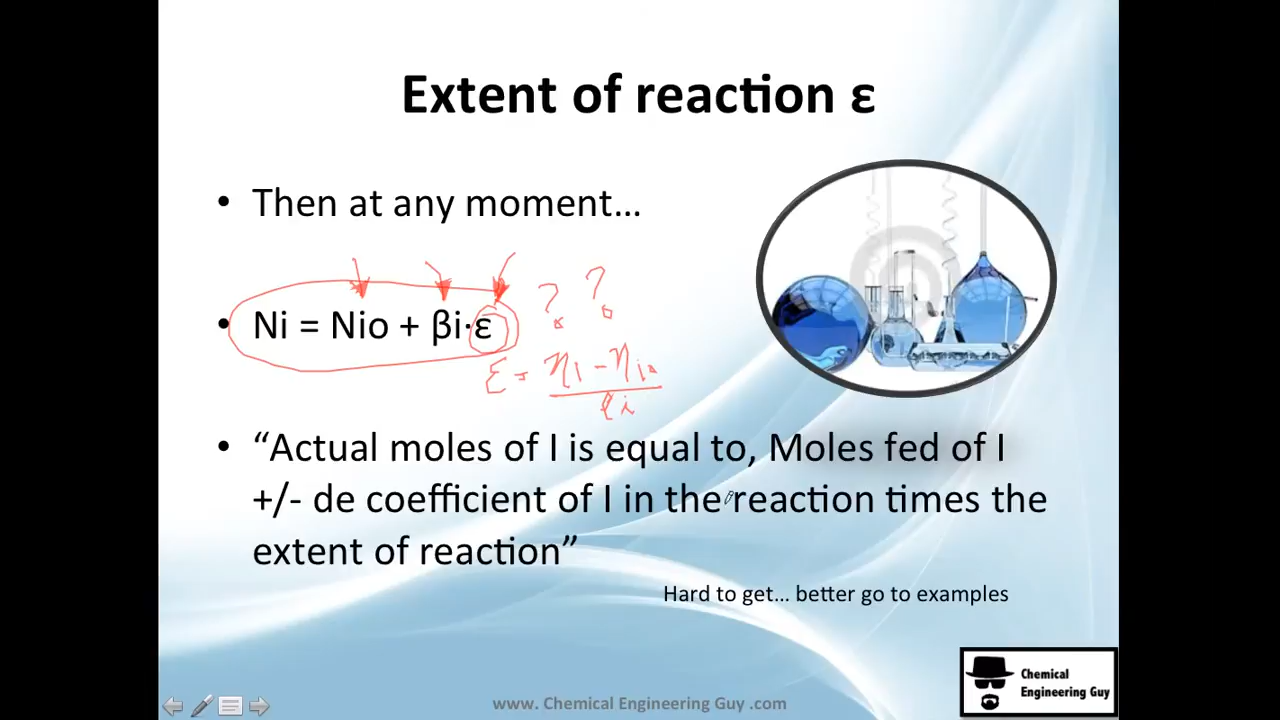 Extent of reaction ε
• Then at any moment...
? ?
• Ni = Nio + βi·ε
ε = ni - nio
• “Actual moles of I is equal to, Moles fed of I
+/- de coefficient of I in the reaction times the
extent of reaction”
Hard to get... better go to examples
Chemical
Engineering Guy
www. Chemical Engineering Guy .com